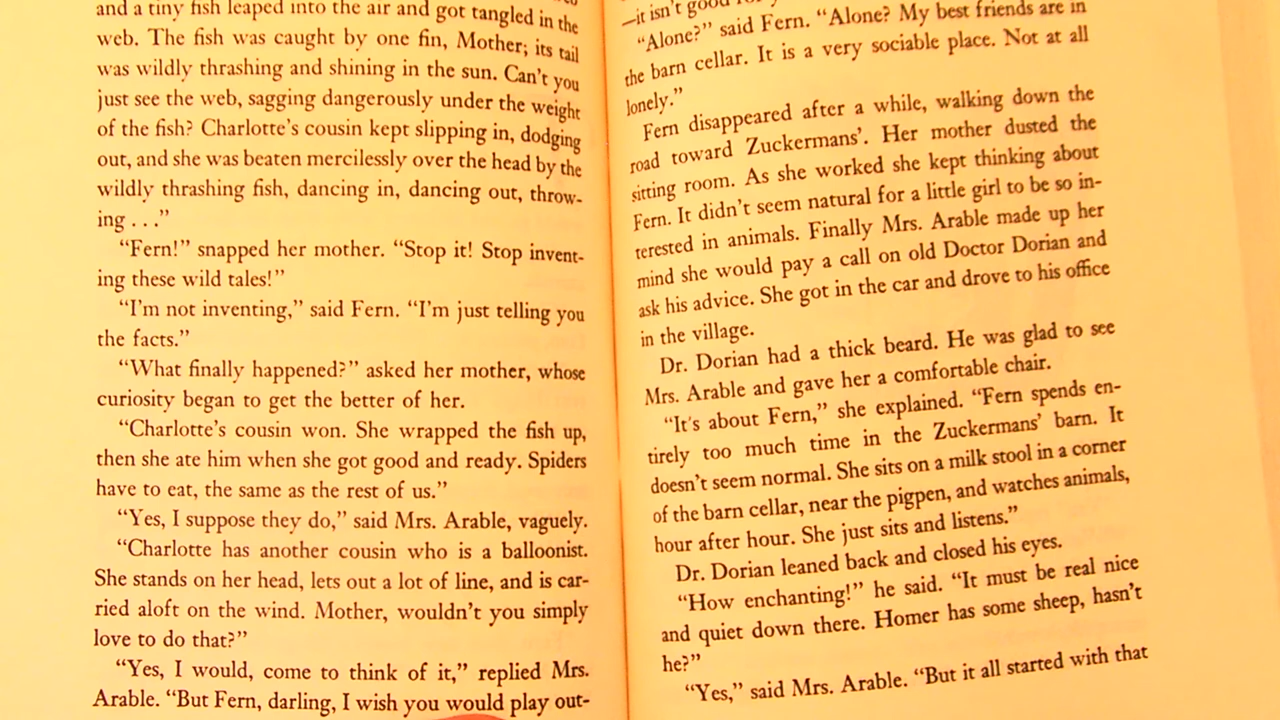 and a tiny fish leaped into the air and got tangled in the
web. The fish was caught by one fin, Mother; its tail
was wildly thrashing and shining in the sun. Can't you
just see the web, sagging dangerously under the weight
of the fish? Charlotte's cousin kept slipping in, dodging
out, and she was beaten mercilessly over the head by the
wildly thrashing fish, dancing in, dancing out, throw-
ing . . ."
"Fern!" snapped her mother. "Stop it! Stop invent-
ing these wild tales!"
"I'm not inventing," said Fern. "I'm just telling you
the facts."
"What finally happened?" asked her mother, whose
curiosity began to get the better of her.
"Charlotte's cousin won. She wrapped the fish up,
then she ate him when she got good and ready. Spiders
have to eat, the same as the rest of us."
"Yes, I suppose they do," said Mrs. Arable, vaguely.
"Charlotte has another cousin who is a balloonist.
She stands on her head, lets out a lot of line, and is car-
ried aloft on the wind. Mother, wouldn't you simply
love to do that?"
"Yes, I would, come to think of it," replied Mrs.
Arable. "But Fern, darling, I wish you would play out-
—it isn't good
"Alone?" said Fern. "Alone? My best friends are in
the barn cellar. It is a very sociable place. Not at all
lonely."
Fern disappeared after a while, walking down the
road toward Zuckermans'. Her mother dusted the
sitting room. As she worked she kept thinking about
Fern. It didn't seem natural for a little girl to be so in-
terested in animals. Finally Mrs. Arable made up her
mind she would pay a call on old Doctor Dorian and
ask his advice. She got in the car and drove to his office
in the village.
Dr. Dorian had a thick beard. He was glad to see
Mrs. Arable and gave her a comfortable chair.
"It's about Fern," she explained. "Fern spends en-
tirely too much time in the Zuckermans' barn. It
doesn't seem normal. She sits on a milk stool in a corner
of the barn cellar, near the pigpen, and watches animals,
hour after hour. She just sits and listens."
Dr. Dorian leaned back and closed his eyes.
"How enchanting!" he said. "It must be real nice
and quiet down there. Homer has some sheep, hasn't
he?"
"Yes," said Mrs. Arable. "But it all started with that